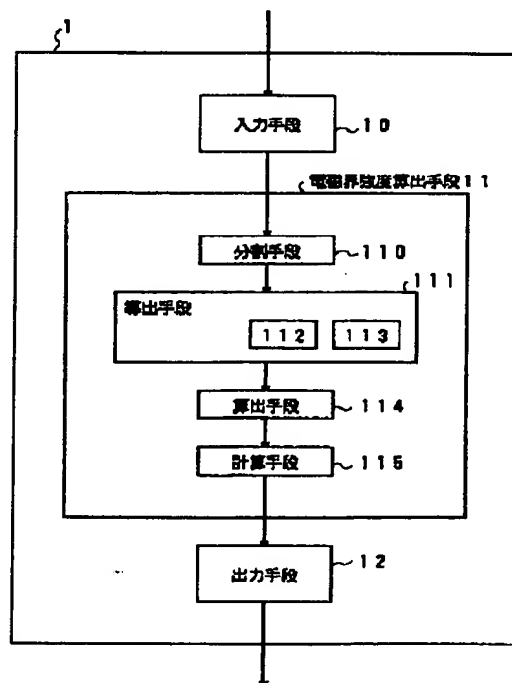 1
入力手段 10
電磁界強度算出手段11
分割手段 110
111
導出手段
112 113
算出手段 114
計算手段 115
出力手段 12